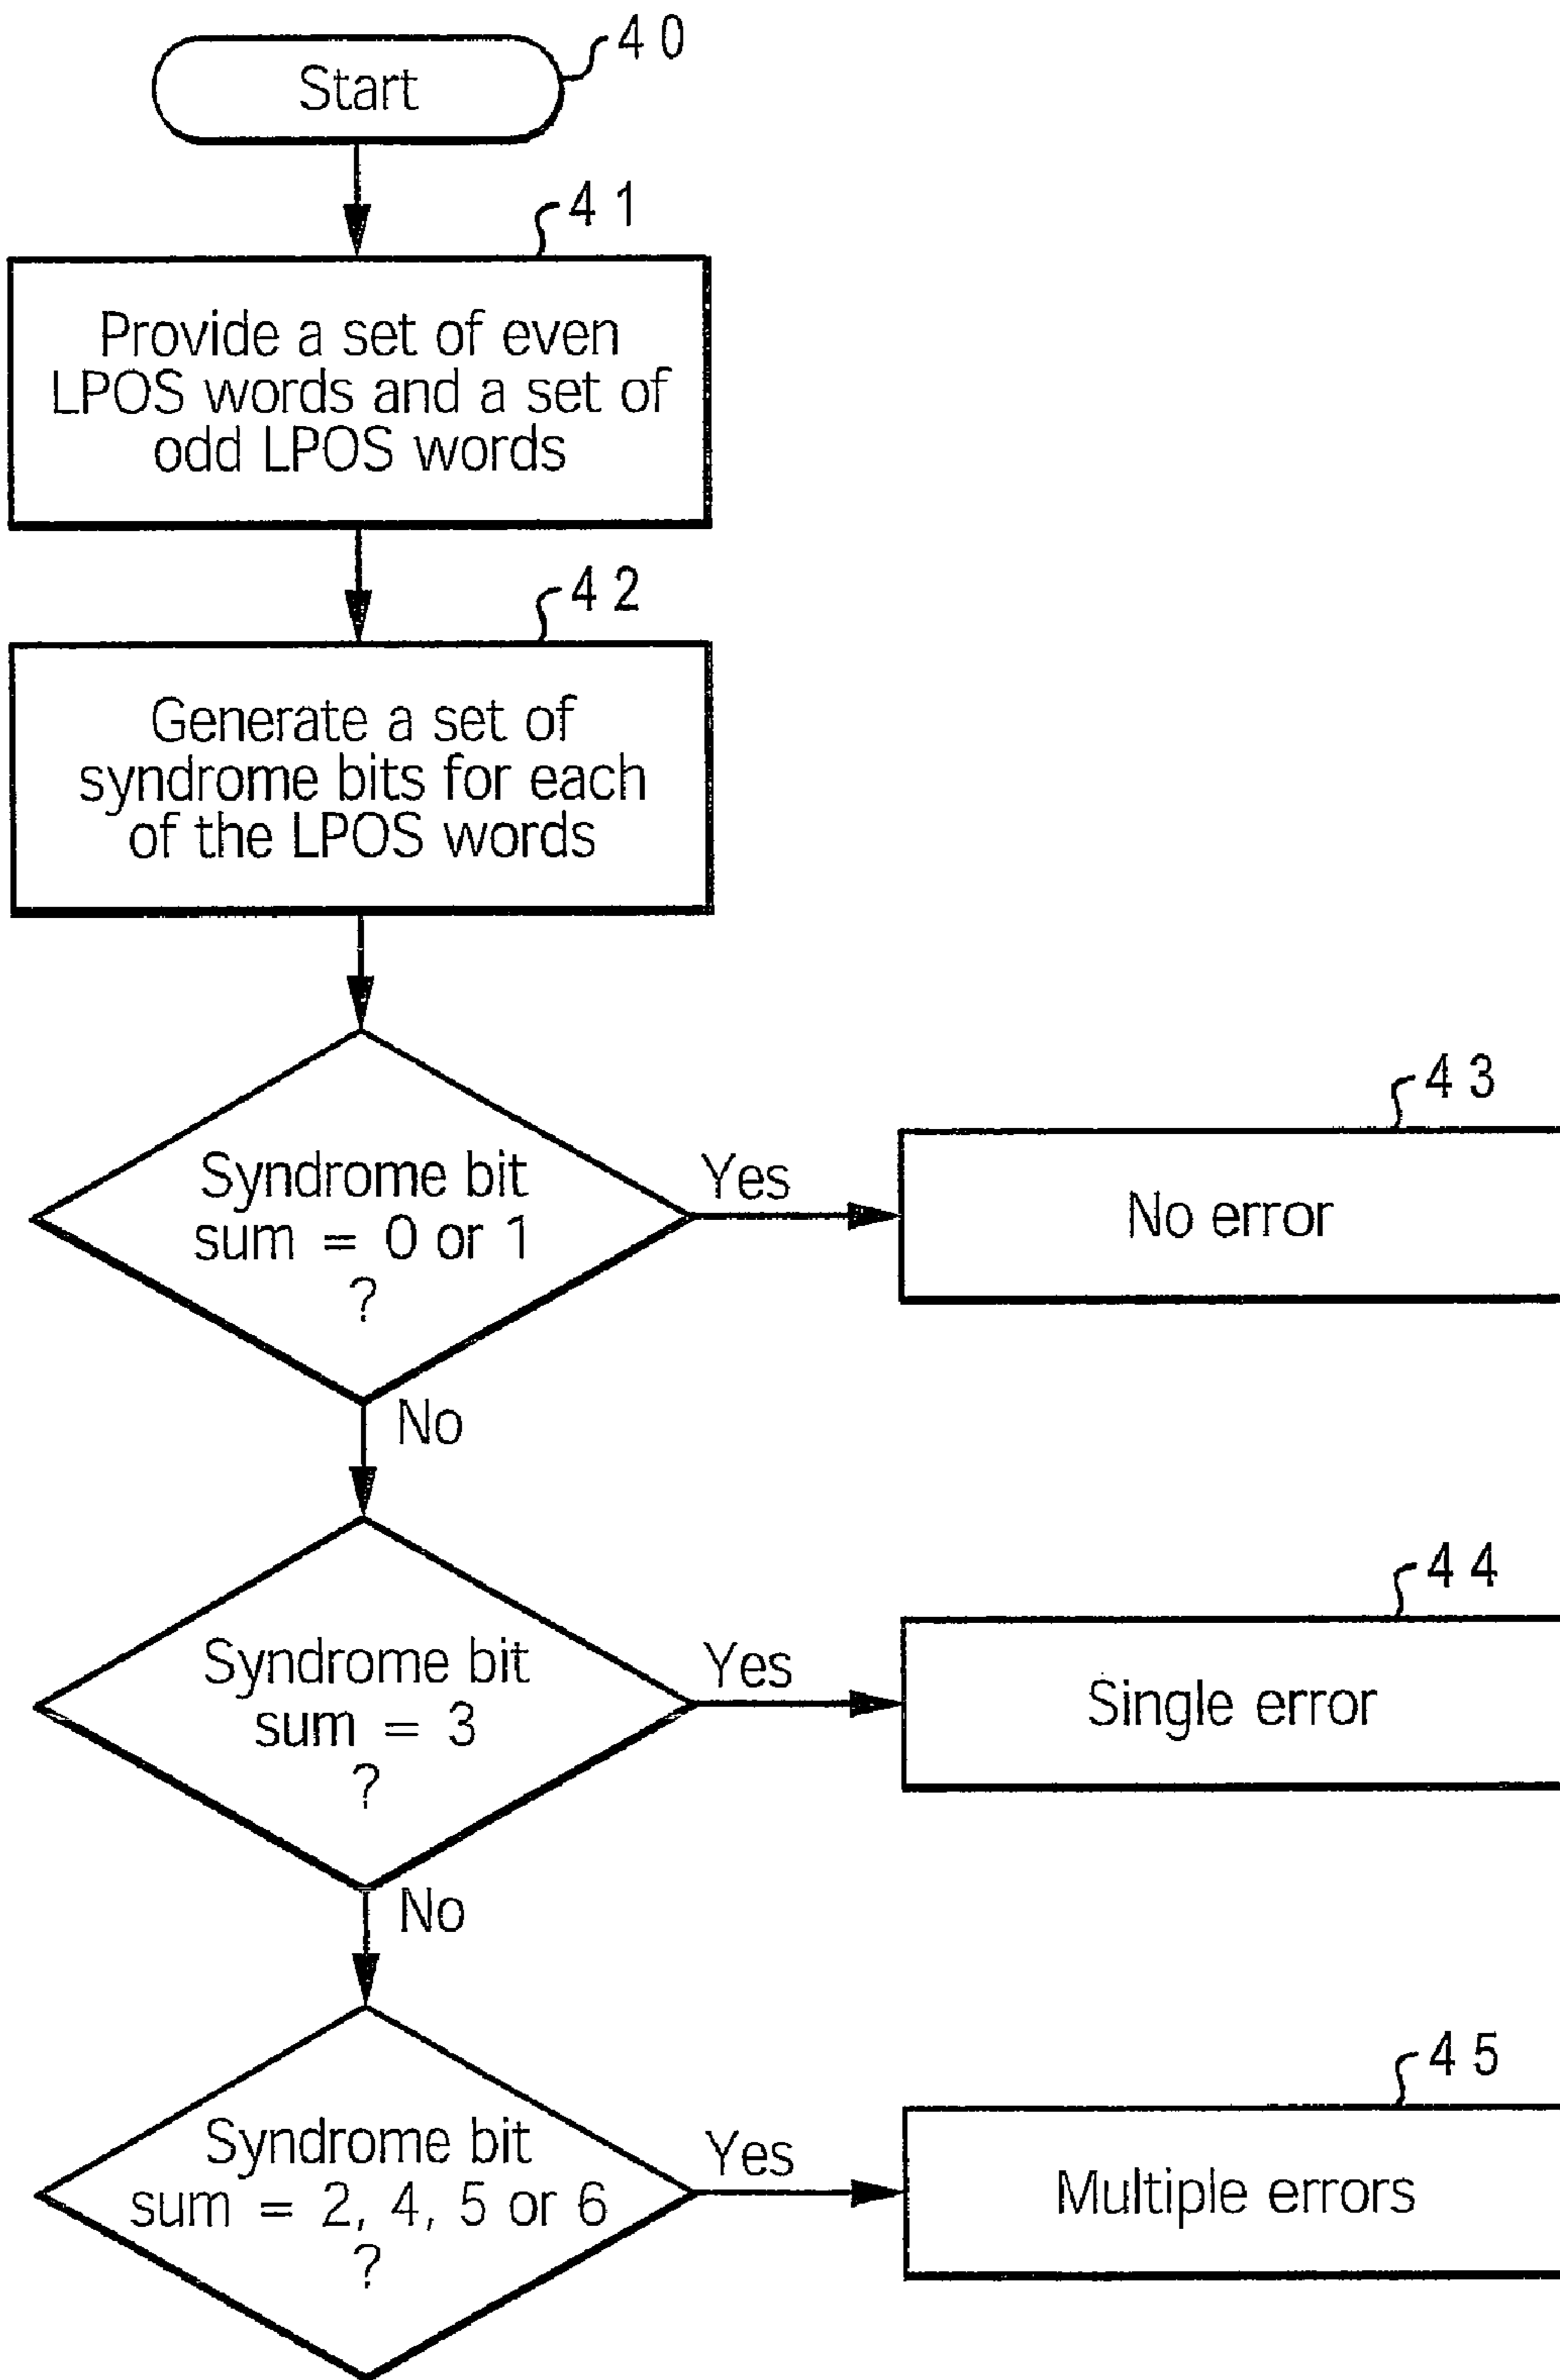 40
Start
41
Provide a set of even
LPOS words and a set of
odd LPOS words
42
Generate a set of
syndrome bits for each
of the LPOS words
43
Syndrome bit
sum = 0 or 1
?
Yes
No error
No
44
Syndrome bit
sum = 3
?
Yes
Single error
No
45
Syndrome bit
sum = 2, 4, 5 or 6
?
Yes
Multiple errors